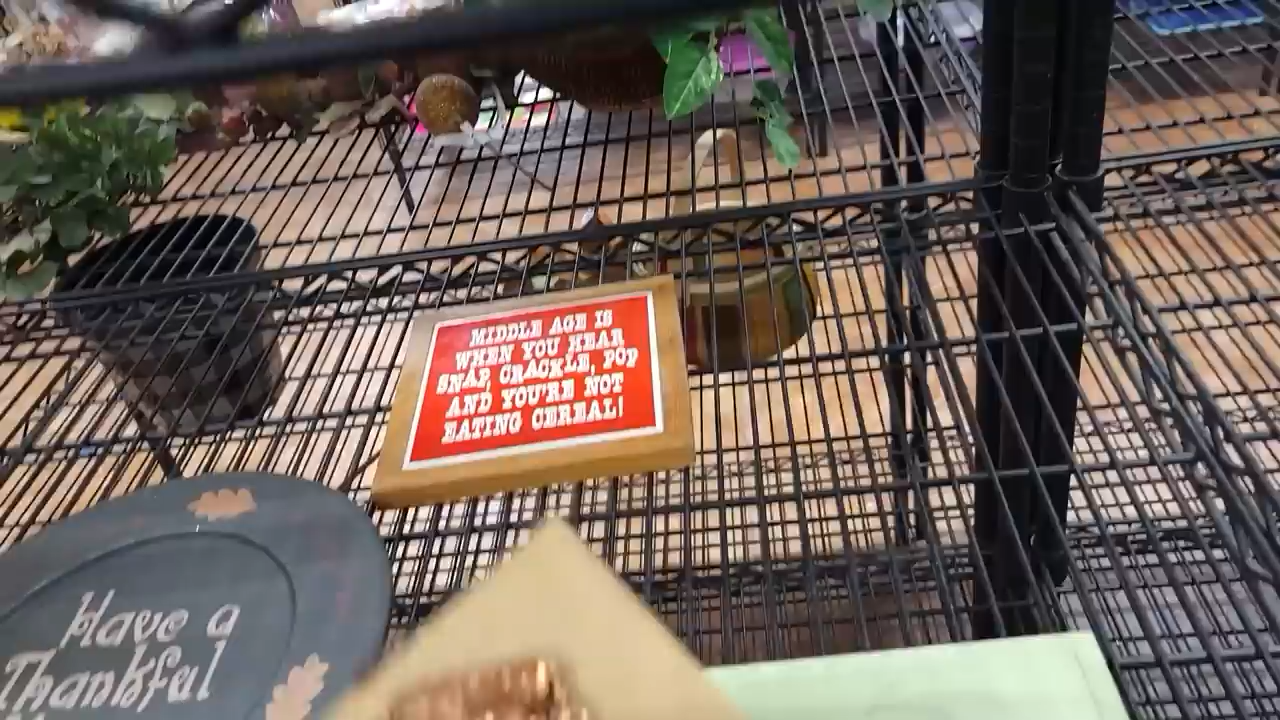 MIDDLE AGE IS
WHEN YOU HEAR
SNAP, CRACKLE, POP
AND YOU'RE NOT
EATING CEREAL!
Have a
Thankful